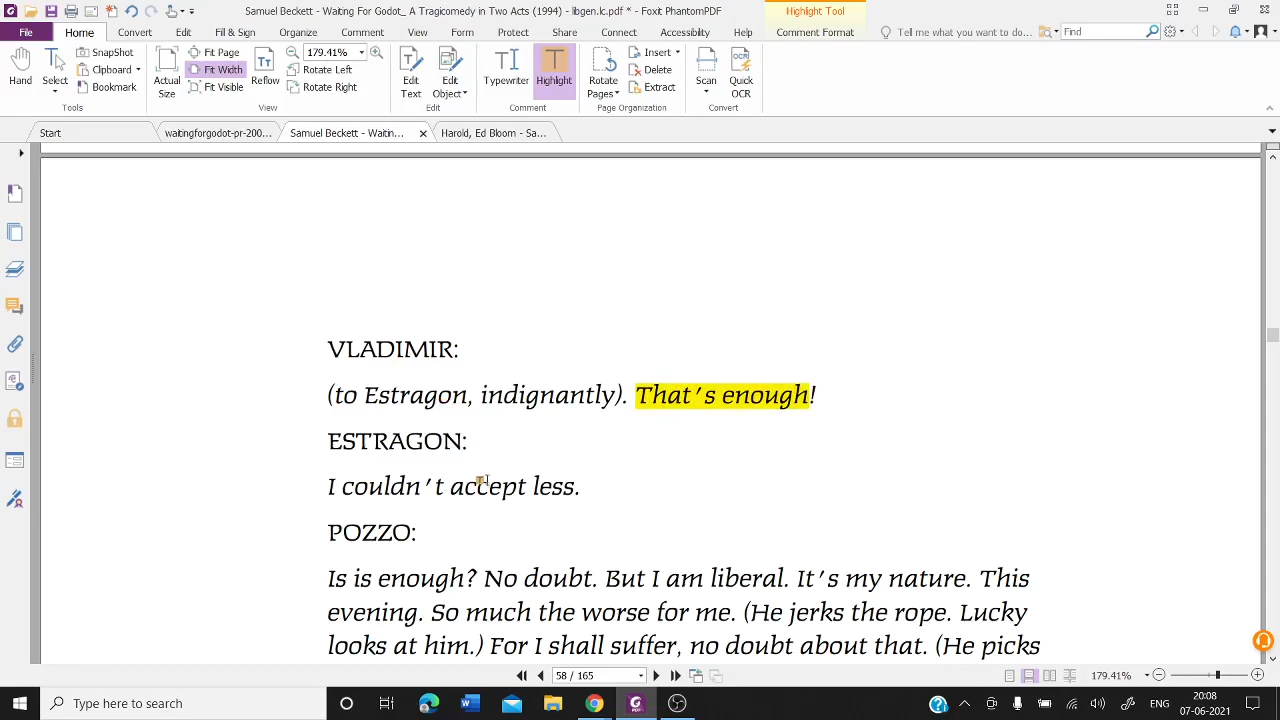 Samuel Beckett - Waiting For Godot_ A Tragicomedy in Two Acts (1994) - libgen.lc.pdf * - Foxit PhantomPDF
Highlight Tool
File Home Convert Edit Fill & Sign Organize Comment View Form Protect Share Connect Accessibility Help Comment Format Tell me what you want to do... Find
SnapShot Fit Page 179.41% Insert
Clipboard Fit Width Rotate Left Delete
Bookmark Fit Visible Rotate Right Extract
Hand Select Actual Size Reflow Edit Text Edit Object Typewriter Highlight Rotate Pages Scan Quick OCR
Tools View Edit Comment Page Organization Convert
Start waitingforgodot-pr-200... Samuel Beckett - Waitin... Harold, Ed Bloom - Sa...
VLADIMIR:
(to Estragon, indignantly). That's enough!
ESTRAGON:
I couldn't accept less.
POZZO:
Is is enough? No doubt. But I am liberal. It's my nature. This
evening. So much the worse for me. (He jerks the rope. Lucky
looks at him.) For I shall suffer, no doubt about that. (He picks
58 / 165 179.41%
Type here to search ENG 20:08
07-06-2021